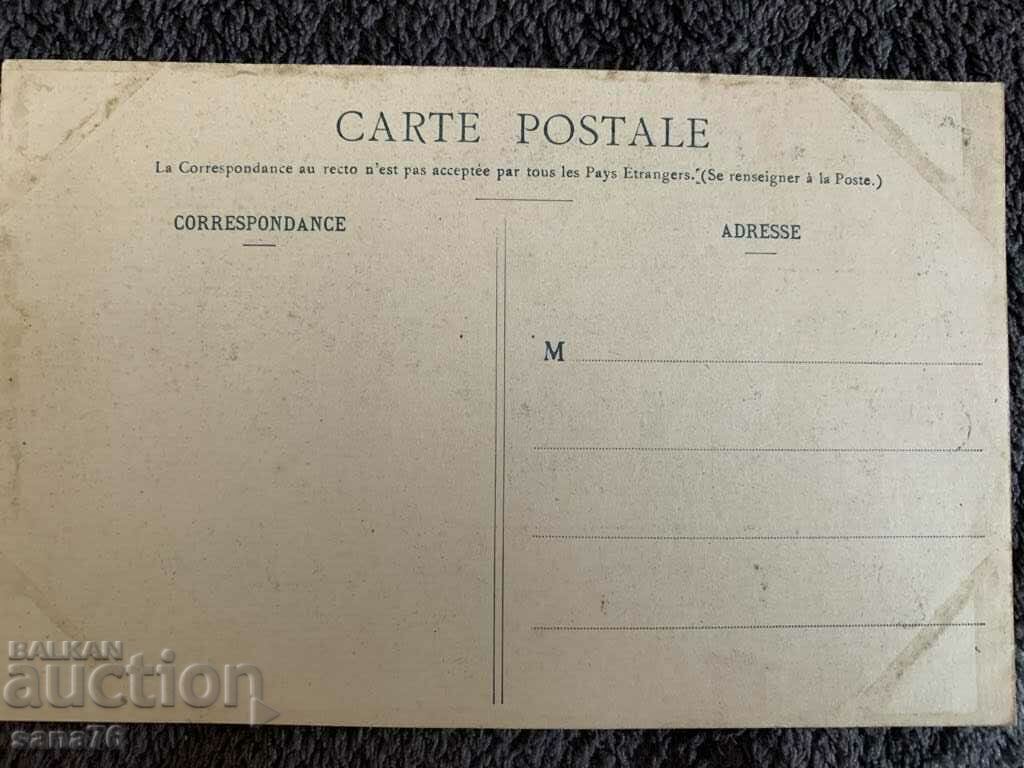 CARTE POSTALE
La Correspondance au recto n'est pas acceptée par tous les Pays Etrangers. (Se renseigner à la Poste.)
CORRESPONDANCE
ADRESSE
M
BALKAN
auction
sana76